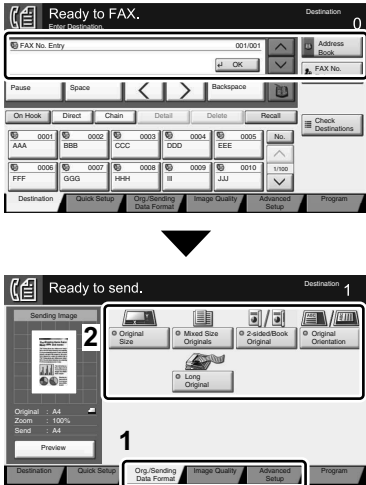 Ready to FAX.
Enter Destination.
Destination
0
FAX No. Entry
001/001
OK
Address
Book
FAX No.
Pause
Space
Backspace
On Hook
Direct
Chain
Detail
Delete
Recall
Check
Destinations
0001
AAA
0002
BBB
0003
CCC
0004
DDD
0005
EEE
No.
0006
FFF
0007
GGG
0008
HHH
0009
III
0010
JJJ
1/100
Destination
Quick Setup
Org./Sending
Data Format
Image Quality
Advanced
Setup
Program
Ready to send.
Destination
1
Sending Image
2
Original
Size
Mixed Size
Originals
2-sided/Book
Original
Original
Orientation
Long
Original
Original : A4
Zoom : 100%
Send : A4
Preview
1
Destination
Quick Setup
Org./Sending
Data Format
Image Quality
Advanced
Setup
Program